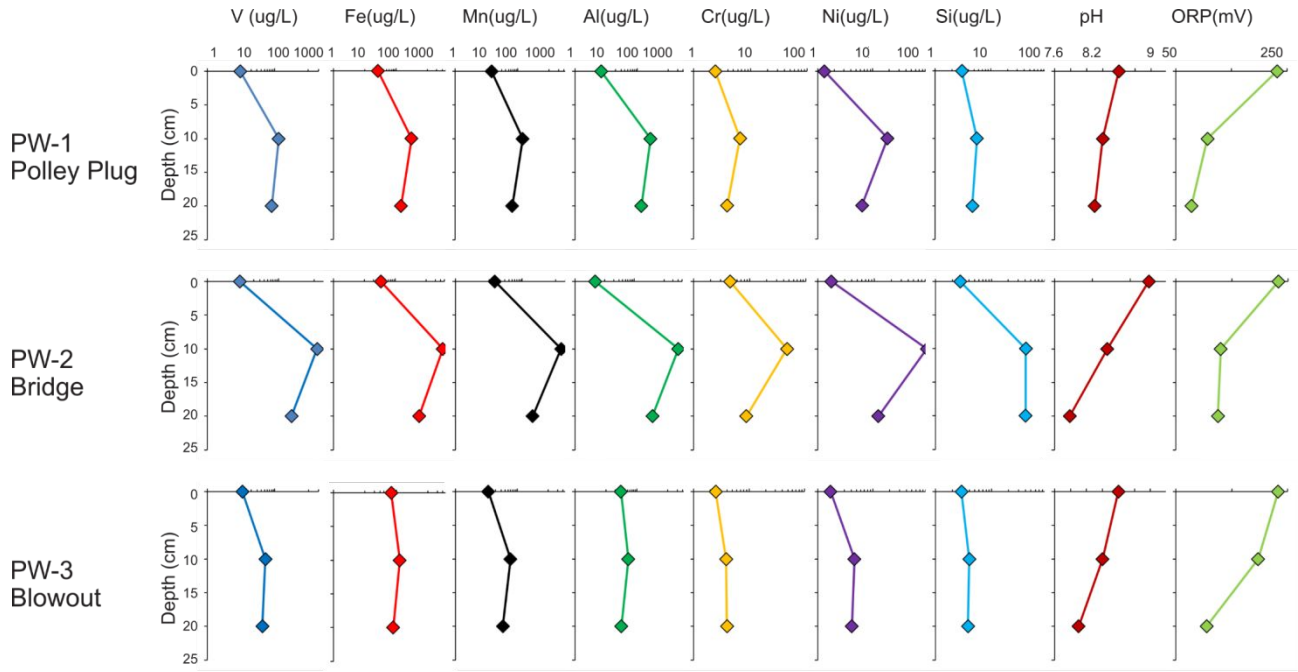 V (ug/L) Fe(ug/L) Mn(ug/L) Al(ug/L) Cr(ug/L) Ni(ug/L) Si(ug/L) pH ORP(mV)
1 10 100 1000 1 10 100 1000 1 10 100 1000 1 10 100 1000 1 10 100 1 10 100 1 10 100 7.6 8.2 9 50 250
PW-1
Polley Plug
Depth (cm)
0
5
10
15
20
25
PW-2
Bridge
Depth (cm)
0
5
10
15
20
25
PW-3
Blowout
Depth (cm)
0
5
10
15
20
25